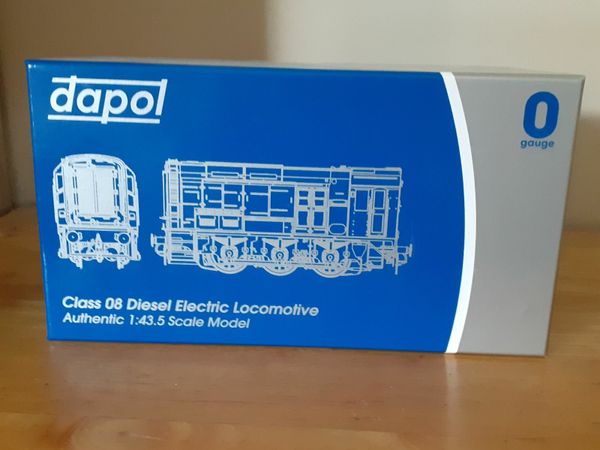 dapol
0
gauge
Class 08 Diesel Electric Locomotive
Authentic 1:43.5 Scale Model